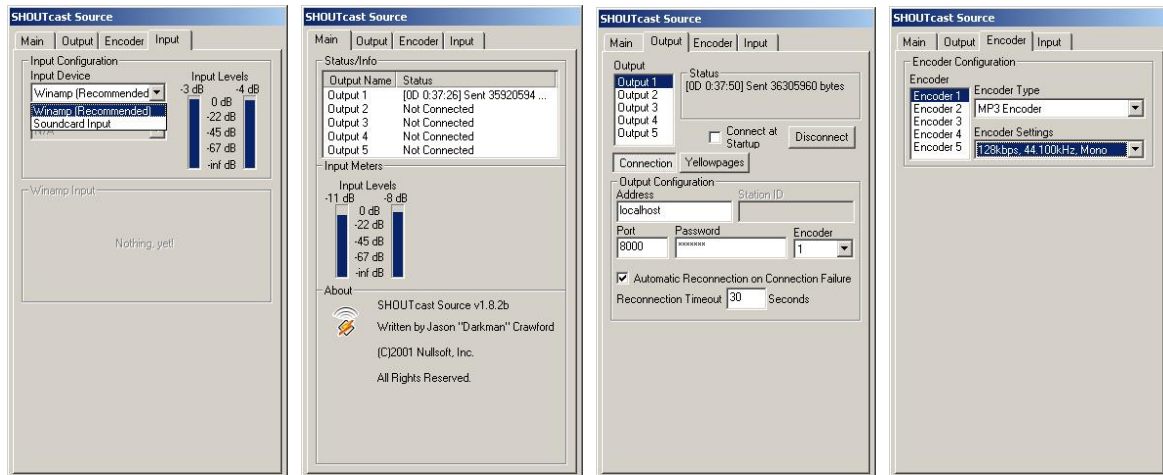 SHOUTcast Source
Main Output Encoder Input
Input Configuration
Input Device
Winamp (Recommended
Winamp (Recommended)
Soundcard Input
N/A
Input Levels
-3 dB -4 dB
0 dB
-22 dB
-45 dB
-67 dB
-inf dB
Winamp Input
Nothing, yet!
SHOUTcast Source
Main Output Encoder Input
Status/Info
Output Name Status
Output 1 [0D 0:37:26] Sent 35920594 ...
Output 2 Not Connected
Output 3 Not Connected
Output 4 Not Connected
Output 5 Not Connected
Input Meters
Input Levels
-11 dB -8 dB
0 dB
-22 dB
-45 dB
-67 dB
-inf dB
About
SHOUTcast Source v1.8.2b
Written by Jason "Darkman" Crawford
(C)2001 Nullsoft, Inc.
All Rights Reserved.
SHOUTcast Source
Main Output Encoder Input
Output
Output 1
Output 2
Output 3
Output 4
Output 5
Status
[0D 0:37:50] Sent 36305960 bytes
Connect at Startup
Disconnect
Connection Yellowpages
Output Configuration
Address Station ID
localhost
Port Password Encoder
8000 ******* 1
Automatic Reconnection on Connection Failure
Reconnection Timeout 30 Seconds
SHOUTcast Source
Main Output Encoder Input
Encoder Configuration
Encoder
Encoder 1
Encoder 2
Encoder 3
Encoder 4
Encoder 5
Encoder Type
MP3 Encoder
Encoder Settings
128kbps, 44.100kHz, Mono